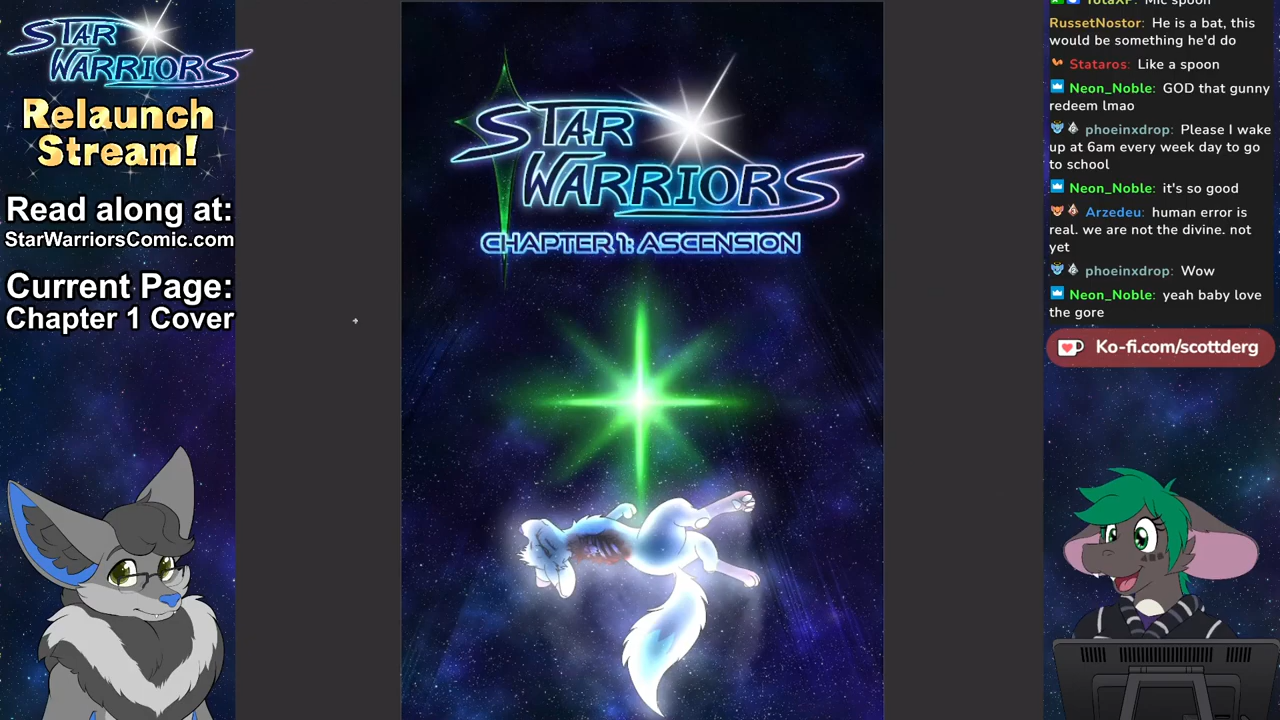 STAR
WARRIORS
Relaunch
Stream!
Read along at:
StarWarriorsComic.com
Current Page:
Chapter 1 Cover
STAR
WARRIORS
CHAPTER 1: ASCENSION
YotaXP: Mic spoon
RussetNostor: He is a bat, this
would be something he'd do
Stataros: Like a spoon
Neon_Noble: GOD that gunny
redeem lmao
phoeinxdrop: Please I wake
up at 6am every week day to go
to school
Neon_Noble: it's so good
Arzedeu: human error is
real. we are not the divine. not
yet
phoeinxdrop: Wow
Neon_Noble: yeah baby love
the gore
Ko-fi.com/scottderg